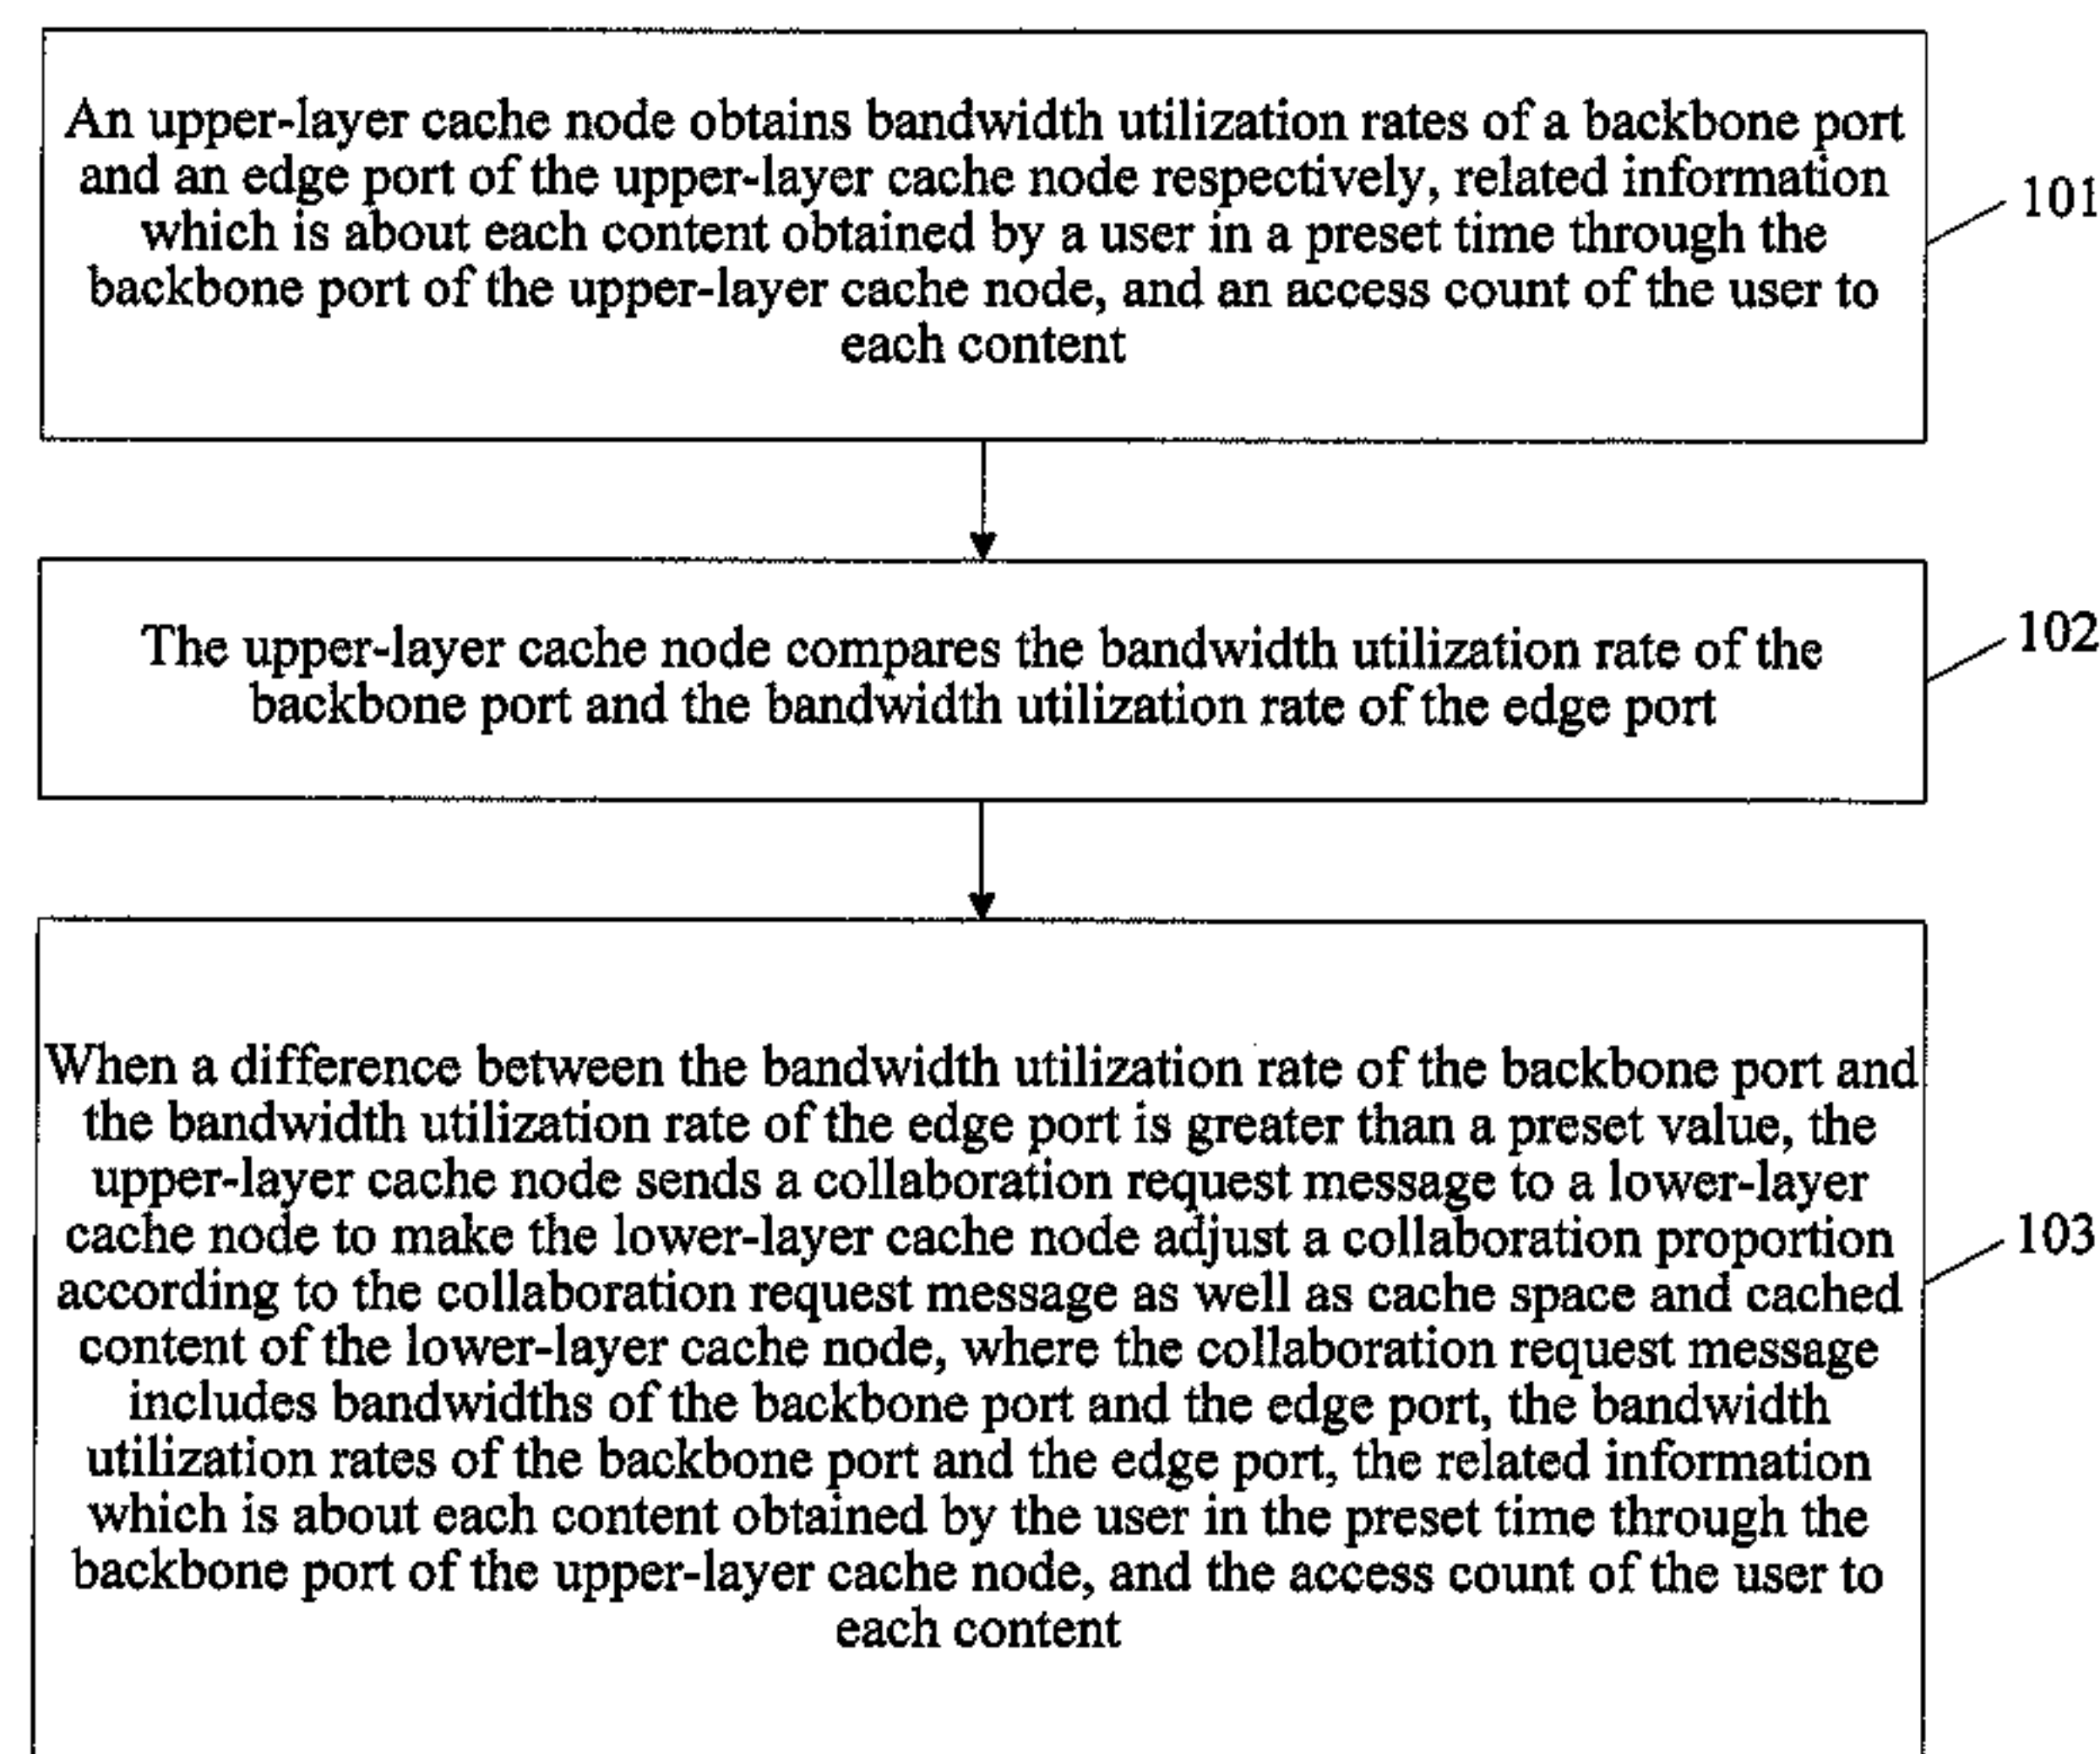 An upper-layer cache node obtains bandwidth utilization rates of a backbone port
and an edge port of the upper-layer cache node respectively, related information
which is about each content obtained by a user in a preset time through the
backbone port of the upper-layer cache node, and an access count of the user to
each content
101
The upper-layer cache node compares the bandwidth utilization rate of the
backbone port and the bandwidth utilization rate of the edge port
102
When a difference between the bandwidth utilization rate of the backbone port and
the bandwidth utilization rate of the edge port is greater than a preset value, the
upper-layer cache node sends a collaboration request message to a lower-layer
cache node to make the lower-layer cache node adjust a collaboration proportion
according to the collaboration request message as well as cache space and cached
content of the lower-layer cache node, where the collaboration request message
includes bandwidths of the backbone port and the edge port, the bandwidth
utilization rates of the backbone port and the edge port, the related information
which is about each content obtained by the user in the preset time through the
backbone port of the upper-layer cache node, and the access count of the user to
each content
103